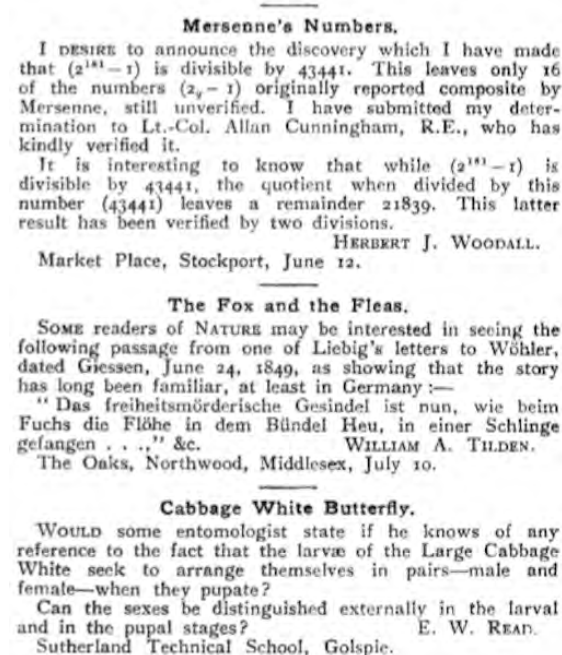 Mersenne's Numbers.
I DESIRE to announce the discovery which I have made
that (2¹⁸¹−1) is divisible by 43441. This leaves only 16
of the numbers (2ᵧ−1) originally reported composite by
Mersenne, still unverified. I have submitted my deter-
mination to Lt.-Col. Allan Cunningham, R.E., who has
kindly verified it.
It is interesting to know that while (2¹⁸¹−1) is
divisible by 43441, the quotient when divided by this
number (43441) leaves a remainder 21839. This latter
result has been verified by two divisions.
HERBERT J. WOODALL.
Market Place, Stockport, June 12.
The Fox and the Fleas.
SOME readers of NATURE may be interested in seeing the
following passage from one of Liebig's letters to Wöhler,
dated Giessen, June 24, 1849, as showing that the story
has long been familiar, at least in Germany:—
"Das freiheitsmörderische Gesindel ist nun, wie beim
Fuchs die Flöhe in dem Bündel Heu, in einer Schlinge
gefangen . . .," &c. WILLIAM A. TILDEN.
The Oaks, Northwood, Middlesex, July 10.
Cabbage White Butterfly.
WOULD some entomologist state if he knows of any
reference to the fact that the larvæ of the Large Cabbage
White seek to arrange themselves in pairs—male and
female—when they pupate?
Can the sexes be distinguished externally in the larval
and in the pupal stages? E. W. READ.
Sutherland Technical School, Golspie.